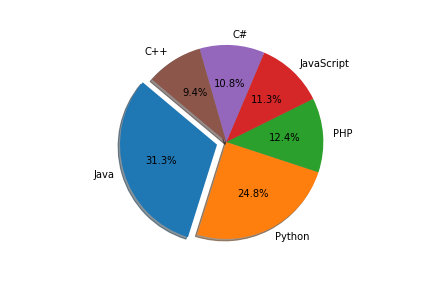 C#
C++
JavaScript
10.8%
9.4%
11.3%
PHP
12.4%
31.3%
Java
24.8%
Python